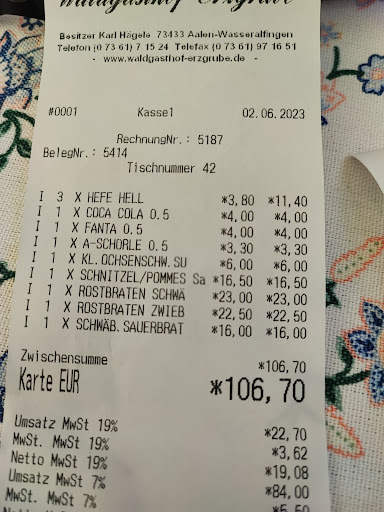 Waldgasthof Erzgrube
Besitzer Karl Hägele 73433 Aalen-Wasseralfingen
Telefon (0 73 61) 7 15 24 Telefax (0 73 61) 97 16 51
- www.waldgasthof-erzgrube.de -
#0001 Kasse1 02.06.2023
RechnungNr.: 5187
BelegNr.: 5414
Tischnummer 42
I 3 X HEFE HELL *3,80 *11,40
I 1 X COCA COLA 0.5 *4,00 *4,00
I 1 X FANTA 0.5 *4,00 *4,00
I 1 X A-SCHORLE 0.5 *3,30 *3,30
I 1 X KL.OCHSENSCHW.SU *6,00 *6,00
I 1 X SCHNITZEL/POMMES Sa *16,50 *16,50
I 1 X ROSTBRATEN SCHWÄ *23,00 *23,00
I 1 X ROSTBRATEN ZWIEB *22,50 *22,50
I 1 X SCHWÄB.SAUERBRAT *16,00 *16,00
Zwischensumme *106,70
Karte EUR *106,70
Umsatz MwSt 19% *22,70
MwSt. MwSt 19% *3,62
Netto MwSt 19% *19,08
Umsatz MwSt 7% *84,00
MwSt. MwSt 7% *5,50